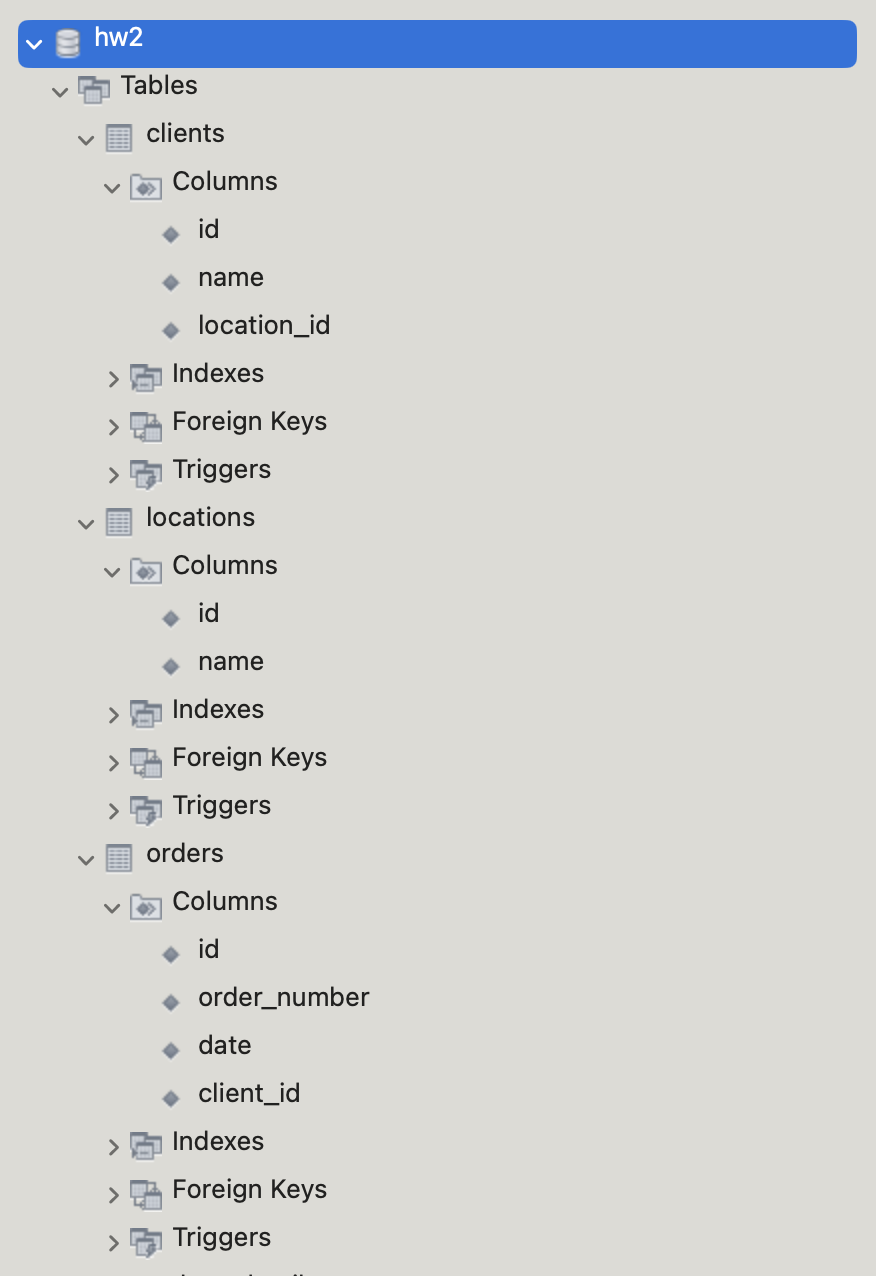 hw2
Tables
clients
Columns
id
name
location_id
Indexes
Foreign Keys
Triggers
locations
Columns
id
name
Indexes
Foreign Keys
Triggers
orders
Columns
id
order_number
date
client_id
Indexes
Foreign Keys
Triggers